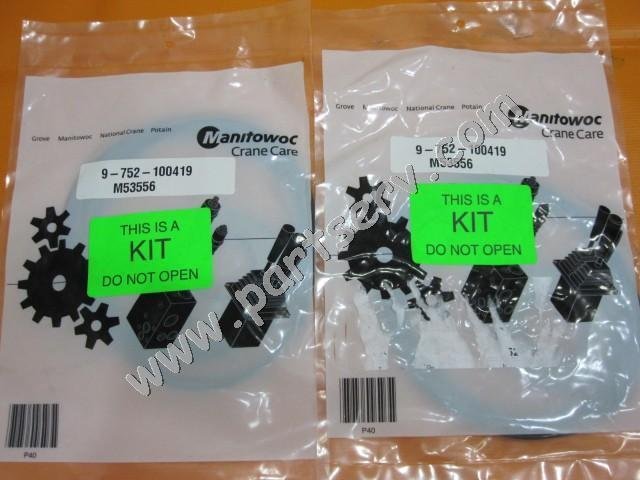 Grove Manitowoc National Crane Potain
Manitowoc
Crane Care
9-752-100419
M53556
THIS IS A
KIT
DO NOT OPEN
P40
Grove Manitowoc National Crane Potain
Manitowoc
Crane Care
9-752-100419
M53556
THIS IS A
KIT
DO NOT OPEN
72
P40
www.partserv.com